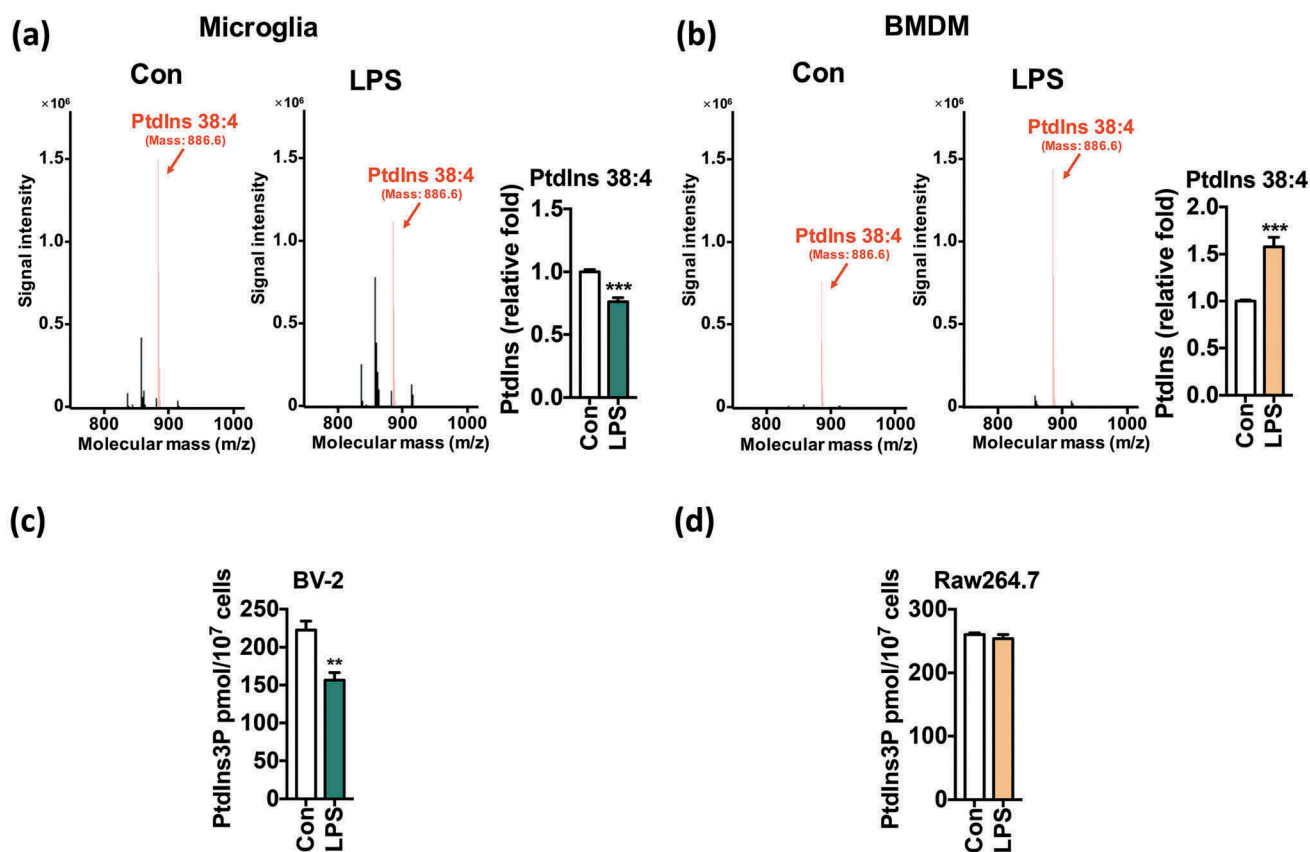 (a)
Microglia
Con
×10⁶
Signal intensity
1.5
1.0
0.5
0
PtdIns 38:4
(Mass: 886.6)
800
900
1000
Molecular mass (m/z)
LPS
×10⁶
Signal intensity
1.5
1.0
0.5
0
PtdIns 38:4
(Mass: 886.6)
800
900
1000
Molecular mass (m/z)
PtdIns 38:4
PtdIns (relative fold)
1.5
1.0
0.5
0.0
***
Con
LPS
(b)
BMDM
Con
×10⁶
Signal intensity
1.5
1.0
0.5
0
PtdIns 38:4
(Mass: 886.6)
800
900
1000
Molecular mass (m/z)
LPS
×10⁶
Signal intensity
1.5
1.0
0.5
0
PtdIns 38:4
(Mass: 886.6)
800
900
1000
Molecular mass (m/z)
PtdIns 38:4
PtdIns (relative fold)
2.0
1.5
1.0
0.5
0.0
***
Con
LPS
(c)
BV-2
PtdIns3P pmol/10⁷ cells
250
200
150
100
50
0
**
Con
LPS
(d)
Raw264.7
PtdIns3P pmol/10⁷ cells
300
200
100
0
Con
LPS